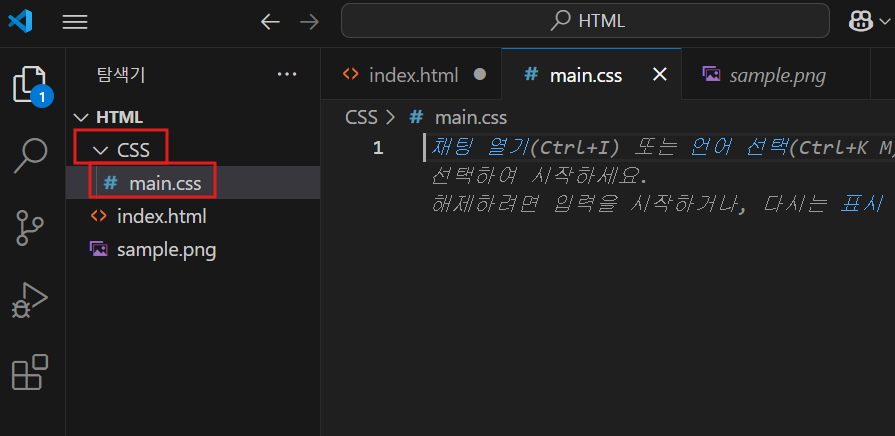 HTML
탐색기 ···
index.html ● main.css × sample.png
1
HTML
CSS > # main.css
CSS
1 채팅 열기(Ctrl+I) 또는 언어 선택(Ctrl+K M)
# main.css
선택하여 시작하세요.
<> index.html
해제하려면 입력을 시작하거나, 다시는 표시
sample.png